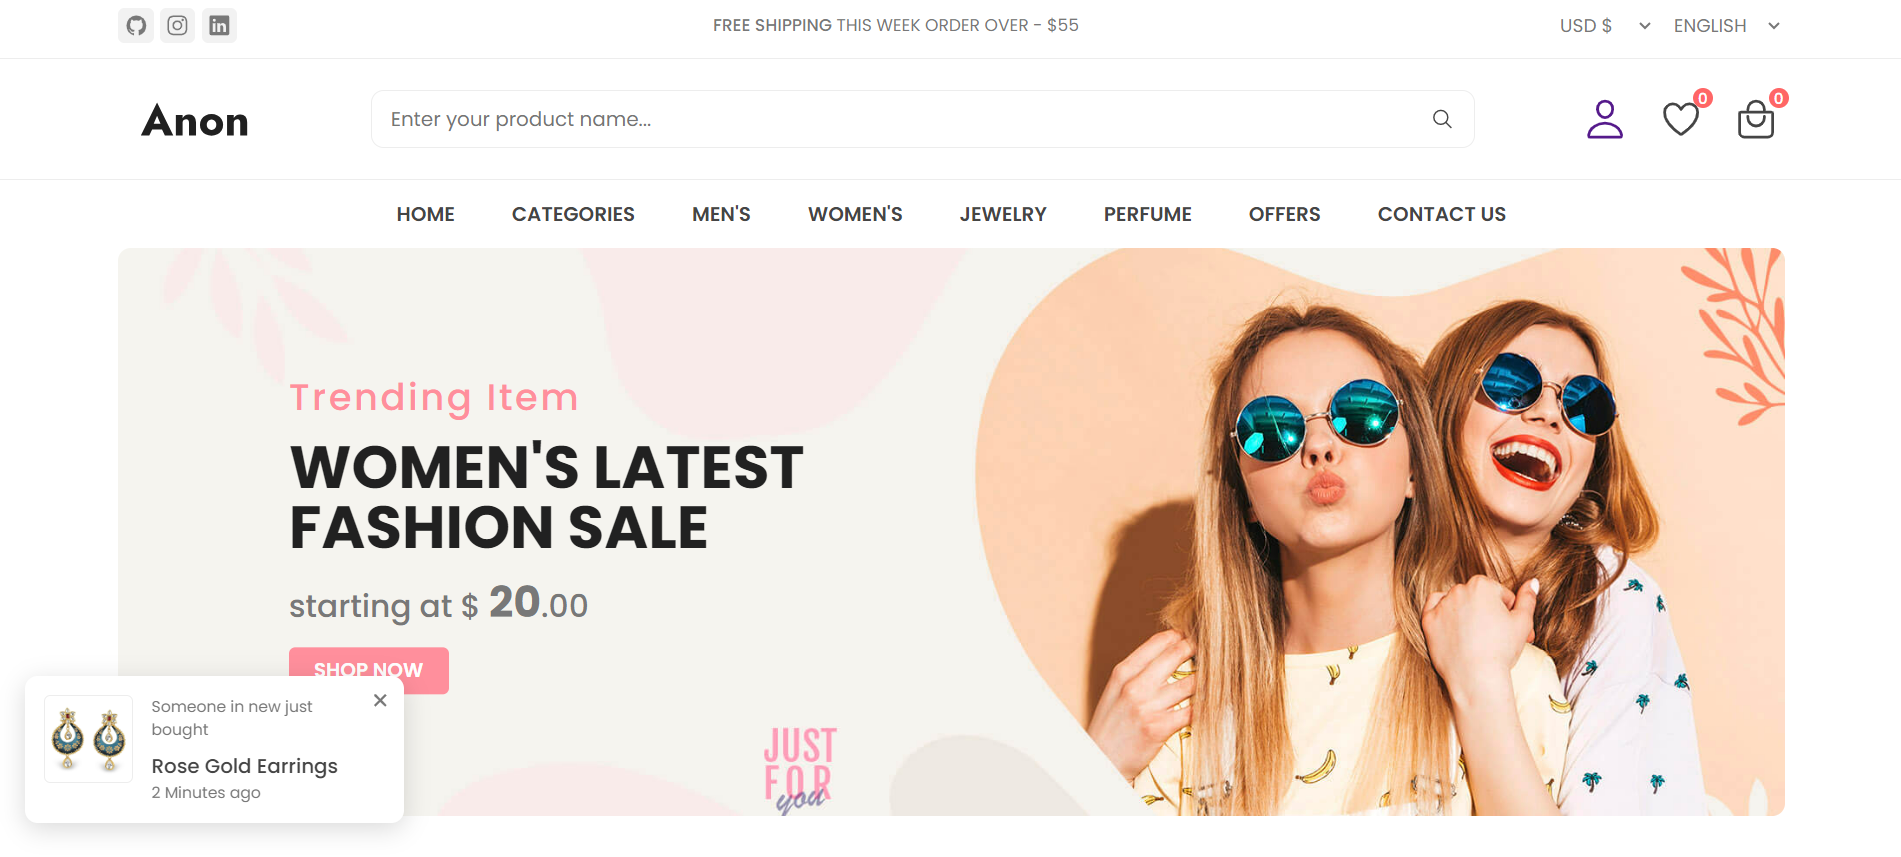 FREE SHIPPING THIS WEEK ORDER OVER - $55
USD $
ENGLISH
Anon
Enter your product name...
0
0
HOME
CATEGORIES
MEN'S
WOMEN'S
JEWELRY
PERFUME
OFFERS
CONTACT US
Trending Item
WOMEN'S LATEST
FASHION SALE
starting at $ 20.00
SHOP NOW
Someone in new just
bought
Rose Gold Earrings
2 Minutes ago
JUST
FOR
you